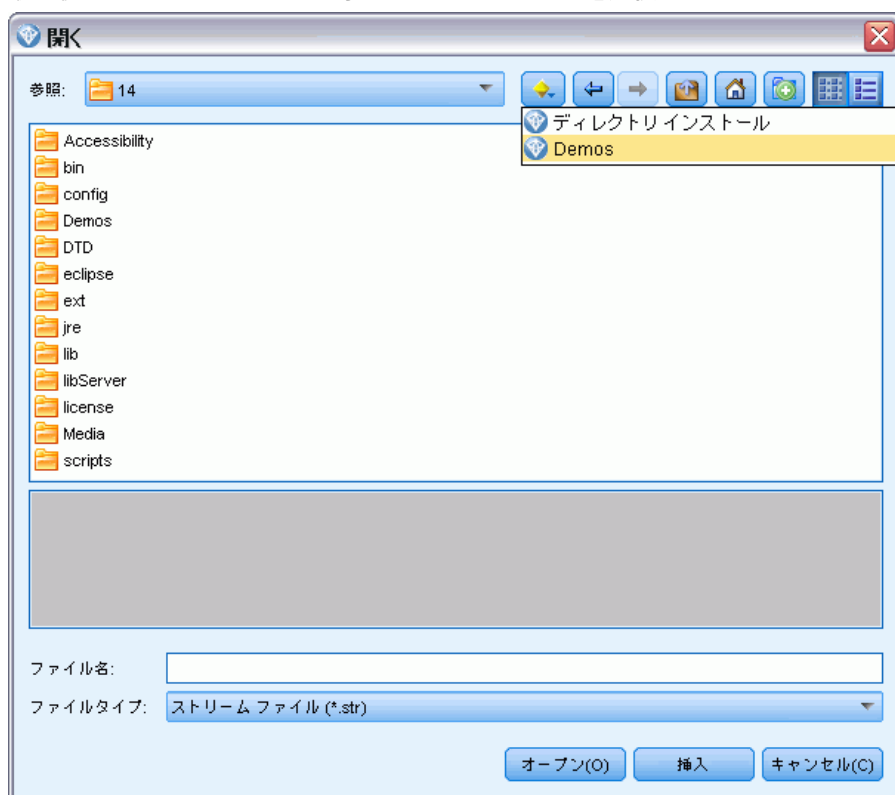 開く
参照: 14
ディレクトリ インストール
Demos
Accessibility
bin
config
Demos
DTD
eclipse
ext
jre
lib
libServer
license
Media
scripts
ファイル名:
ファイルタイプ: ストリーム ファイル (*.str)
オープン(O) 挿入 キャンセル(C)